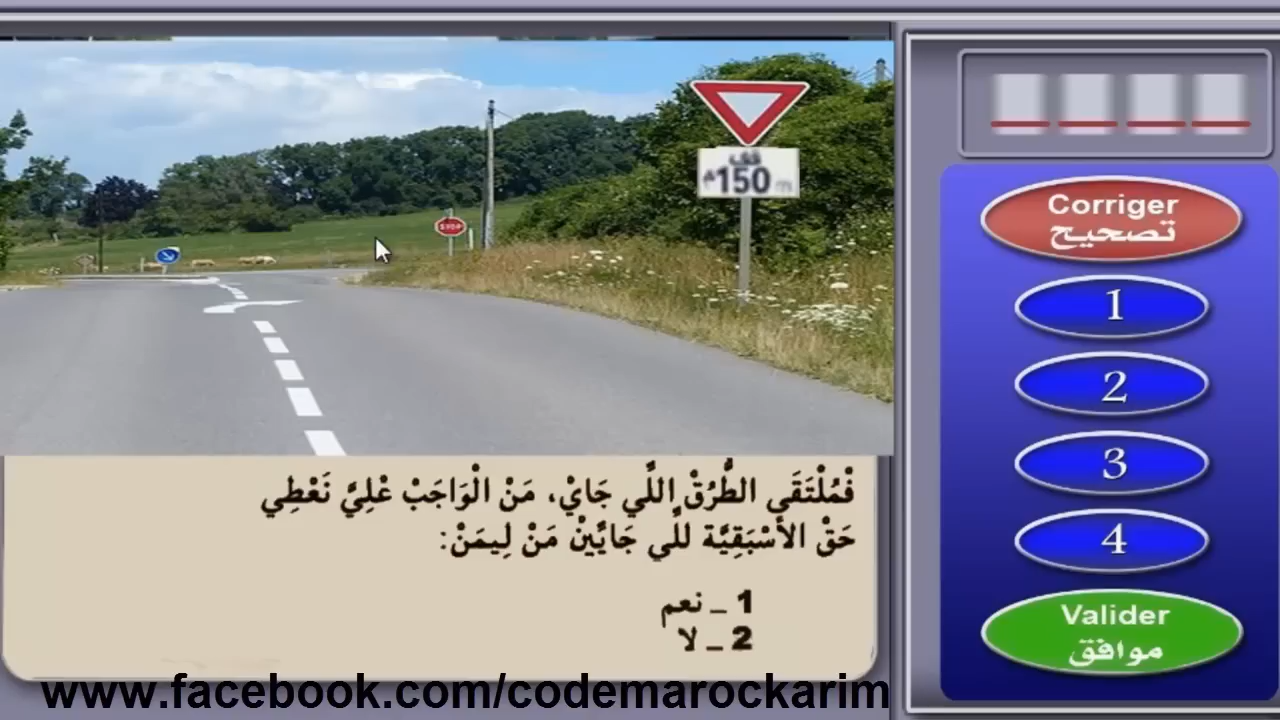 قف
150 m م
STOP
فْمُلْتَقَى الطُّرُقْ اللَّي جَايْ، مَنْ الْوَاجَبْ عْلِيَّ نَعْطِي
حَقْ الأَسْبَقِيَّة للَّي جَايِّينْ مَنْ لِيمَنْ:
1 ـ نعم
2 ـ لا
www.facebook.com/codemarockarim
Corriger
تصحيح
1
2
3
4
Valider
موافق